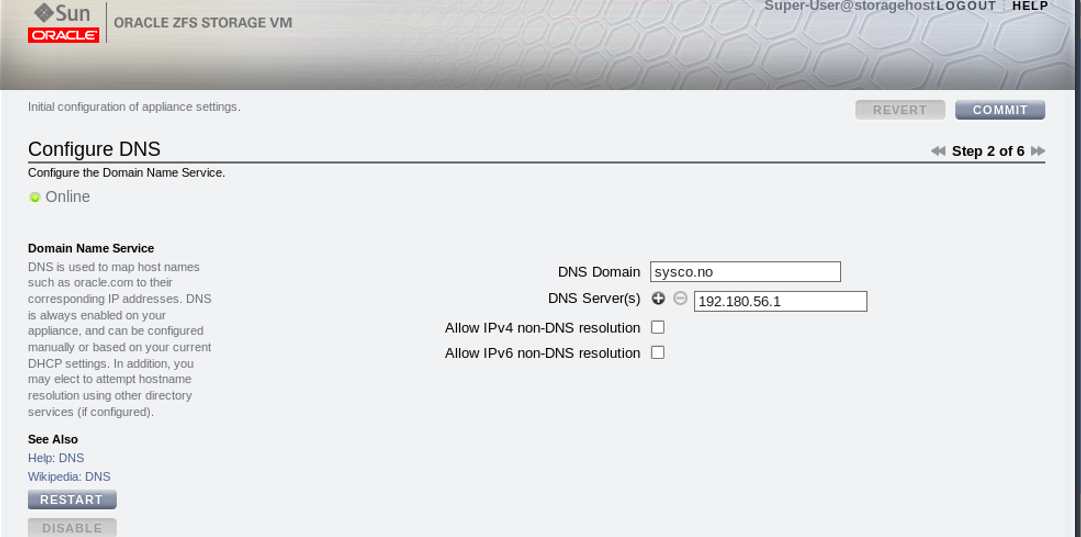 Sun
ORACLE
ORACLE ZFS STORAGE VM
Super-User@storagehost LOGOUT HELP
Initial configuration of appliance settings.
REVERT COMMIT
Configure DNS
Step 2 of 6
Configure the Domain Name Service.
Online
Domain Name Service
DNS is used to map host names
such as oracle.com to their
corresponding IP addresses. DNS
is always enabled on your
appliance, and can be configured
manually or based on your current
DHCP settings. In addition, you
may elect to attempt hostname
resolution using other directory
services (if configured).
See Also
Help: DNS
Wikipedia: DNS
RESTART
DISABLE
DNS Domain sysco.no
DNS Server(s) 192.180.56.1
Allow IPv4 non-DNS resolution
Allow IPv6 non-DNS resolution